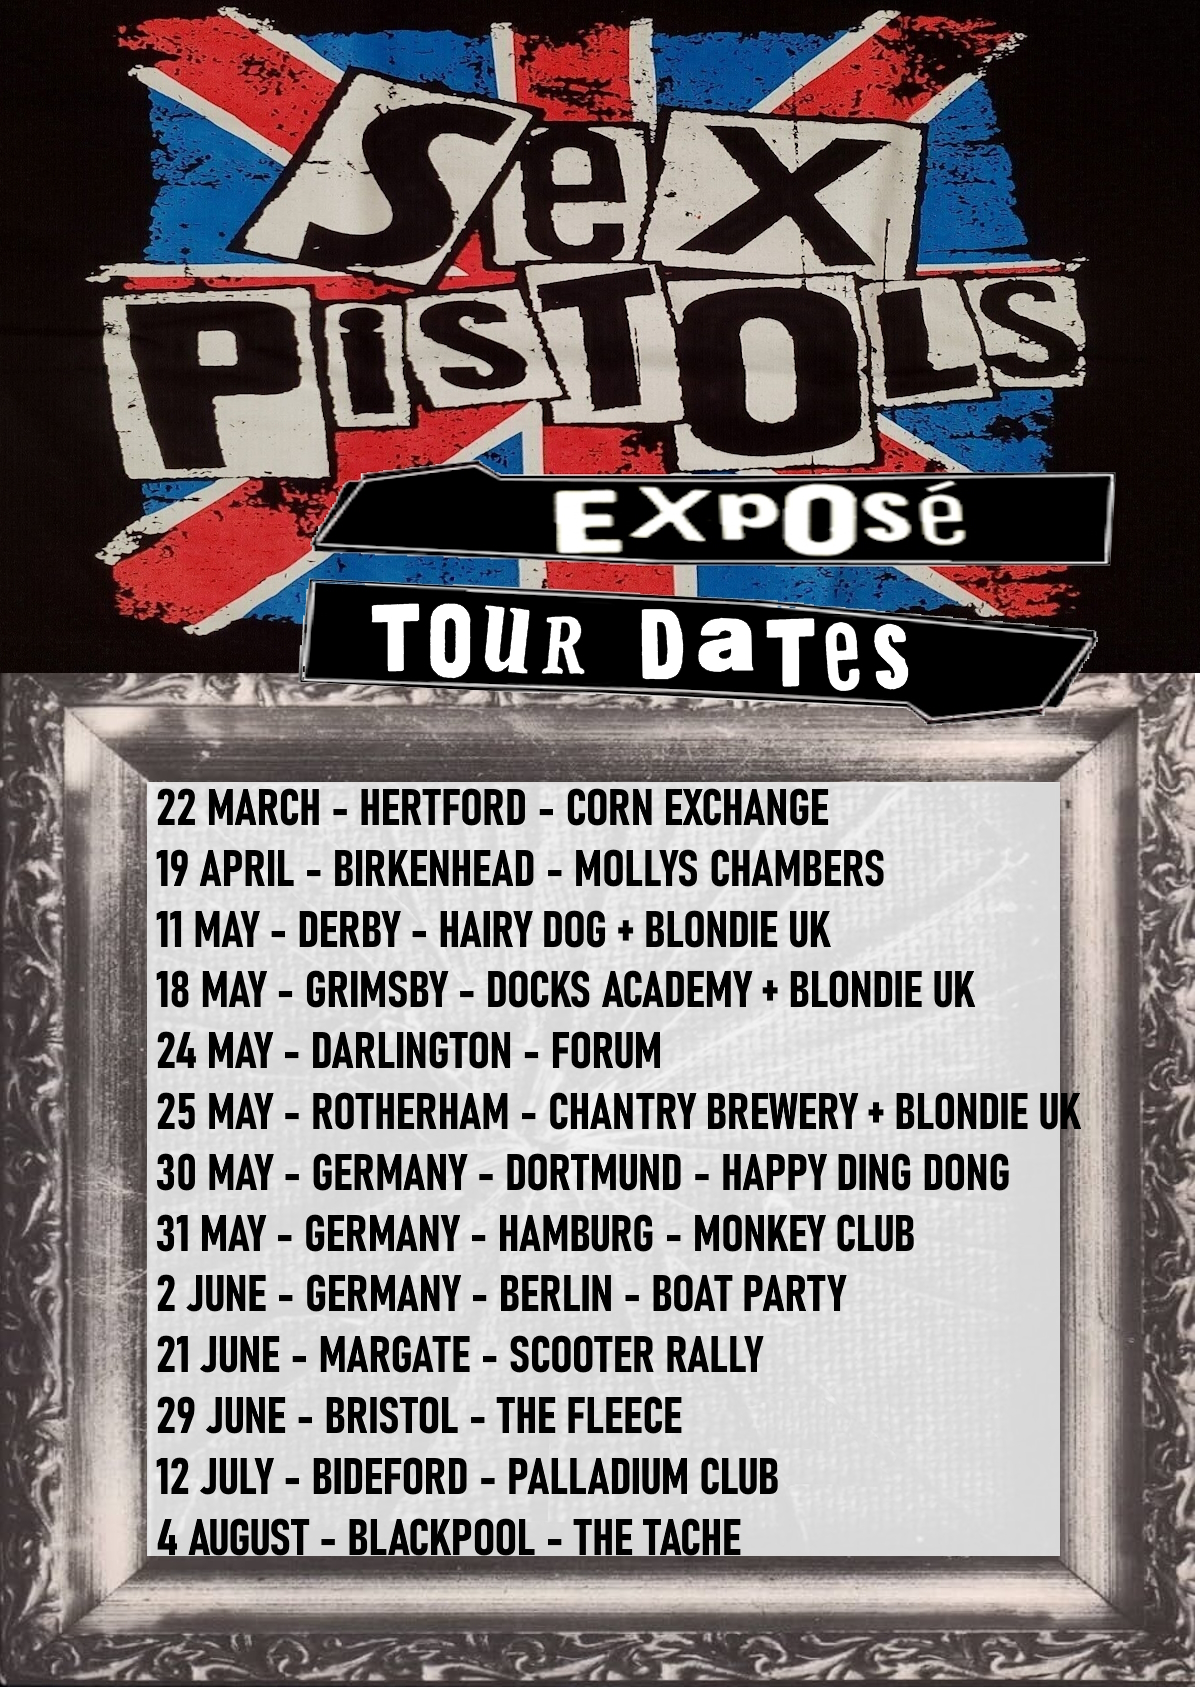 Sex
PiSTOLS
EXPOsé
TOUR DaTes
22 MARCH - HERTFORD - CORN EXCHANGE
19 APRIL - BIRKENHEAD - MOLLYS CHAMBERS
11 MAY - DERBY - HAIRY DOG + BLONDIE UK
18 MAY - GRIMSBY - DOCKS ACADEMY + BLONDIE UK
24 MAY - DARLINGTON - FORUM
25 MAY - ROTHERHAM - CHANTRY BREWERY + BLONDIE UK
30 MAY - GERMANY - DORTMUND - HAPPY DING DONG
31 MAY - GERMANY - HAMBURG - MONKEY CLUB
2 JUNE - GERMANY - BERLIN - BOAT PARTY
21 JUNE - MARGATE - SCOOTER RALLY
29 JUNE - BRISTOL - THE FLEECE
12 JULY - BIDEFORD - PALLADIUM CLUB
4 AUGUST - BLACKPOOL - THE TACHE